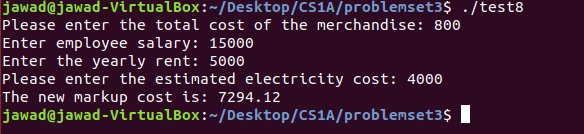 jawad@jawad-VirtualBox:~/Desktop/CS1A/problemset3$ ./test8
Please enter the total cost of the merchandise: 800
Enter employee salary: 15000
Enter the yearly rent: 5000
Please enter the estimated electricity cost: 4000
The new markup cost is: 7294.12
jawad@jawad-VirtualBox:~/Desktop/CS1A/problemset3$